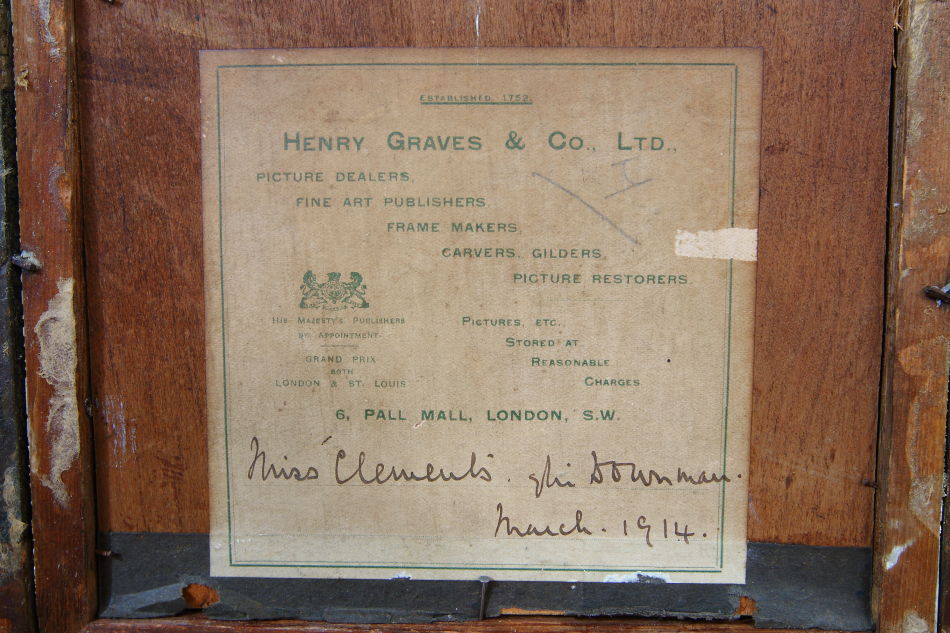 ESTABLISHED. 1752.
HENRY GRAVES & CO., LTD.,
PICTURE DEALERS,
FINE ART PUBLISHERS,
FRAME MAKERS,
CARVERS, GILDERS,
PICTURE RESTORERS.
HIS MAJESTY'S PUBLISHERS
BY APPOINTMENT
GRAND PRIX
BOTH
LONDON & ST. LOUIS
PICTURES, ETC.,
STORED AT
REASONABLE
CHARGES.
6, PALL MALL, LONDON, S.W.
Miss Clements. Downman.
March. 1914.